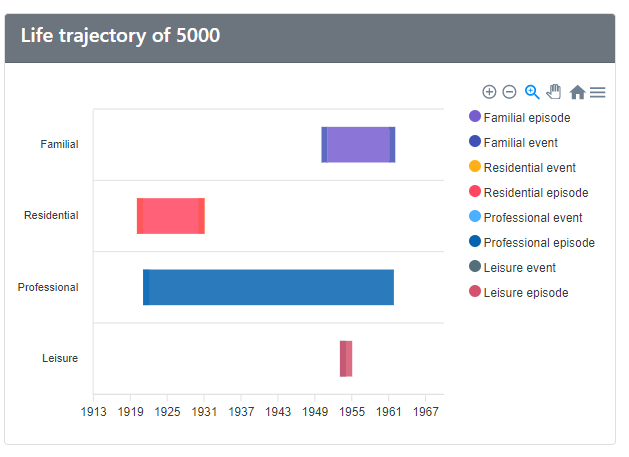 Life trajectory of 5000
Familial
Residential
Professional
Leisure
1913 1919 1925 1931 1937 1943 1949 1955 1961 1967
Familial episode
Familial event
Residential event
Residential episode
Professional event
Professional episode
Leisure event
Leisure episode